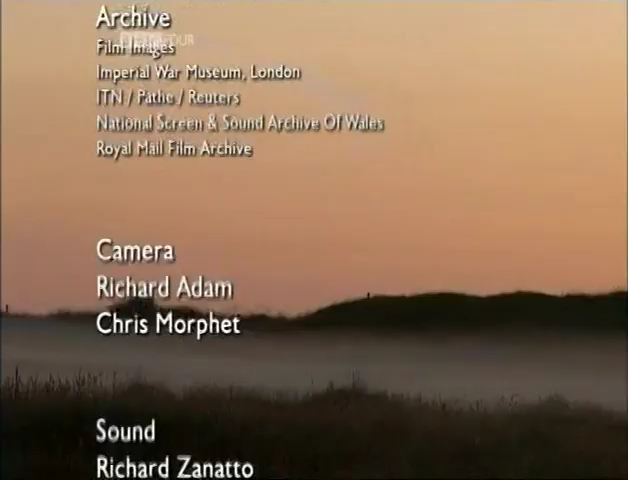 Archive
Film Images
Imperial War Museum, London
ITN / Pathe / Reuters
National Screen & Sound Archive Of Wales
Royal Mail Film Archive
Camera
Richard Adam
Chris Morphet
Sound
Richard Zanatto